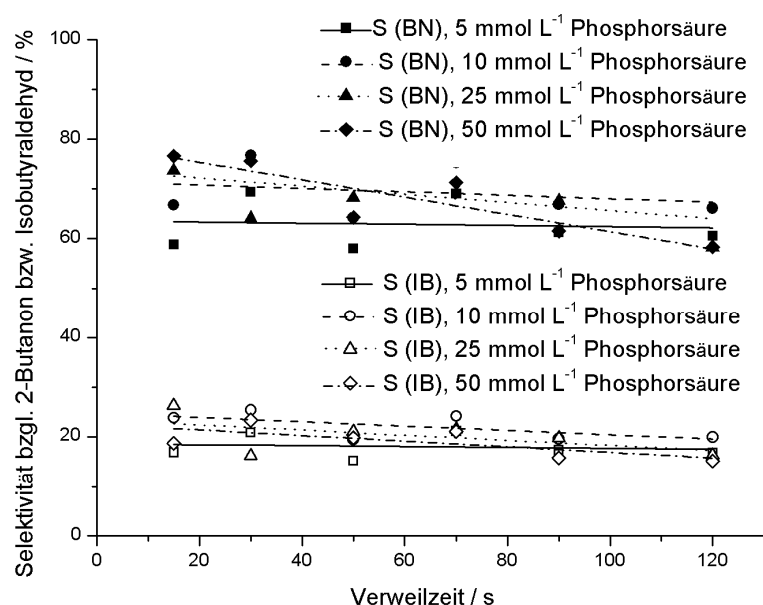 Selektivität bzgl. 2-Butanon bzw. Isobutyraldehyd / %
100
80
60
40
20
0
S (BN), 5 mmol L⁻¹ Phosphorsäure
S (BN), 10 mmol L⁻¹ Phosphorsäure
S (BN), 25 mmol L⁻¹ Phosphorsäure
S (BN), 50 mmol L⁻¹ Phosphorsäure
S (IB), 5 mmol L⁻¹ Phosphorsäure
S (IB), 10 mmol L⁻¹ Phosphorsäure
S (IB), 25 mmol L⁻¹ Phosphorsäure
S (IB), 50 mmol L⁻¹ Phosphorsäure
0 20 40 60 80 100 120
Verweilzeit / s